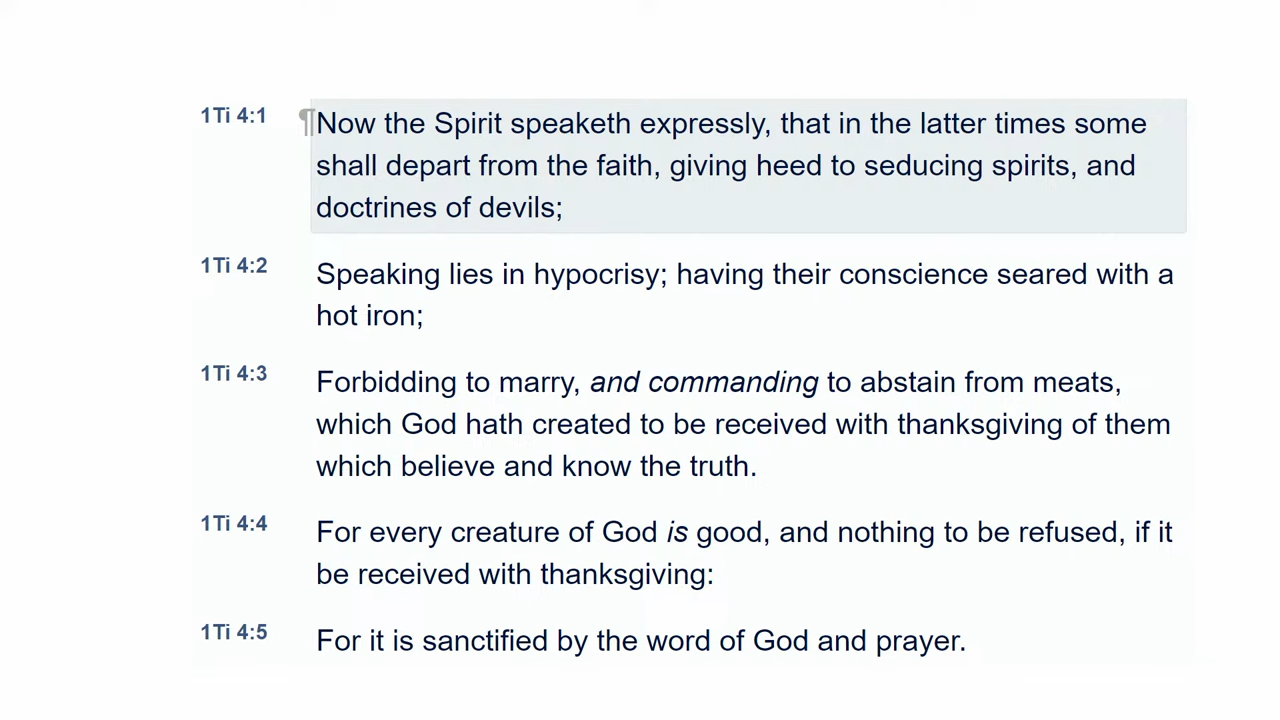 1Ti 4:1 ¶Now the Spirit speaketh expressly, that in the latter times some
shall depart from the faith, giving heed to seducing spirits, and
doctrines of devils;
1Ti 4:2 Speaking lies in hypocrisy; having their conscience seared with a
hot iron;
1Ti 4:3 Forbidding to marry, and commanding to abstain from meats,
which God hath created to be received with thanksgiving of them
which believe and know the truth.
1Ti 4:4 For every creature of God is good, and nothing to be refused, if it
be received with thanksgiving:
1Ti 4:5 For it is sanctified by the word of God and prayer.